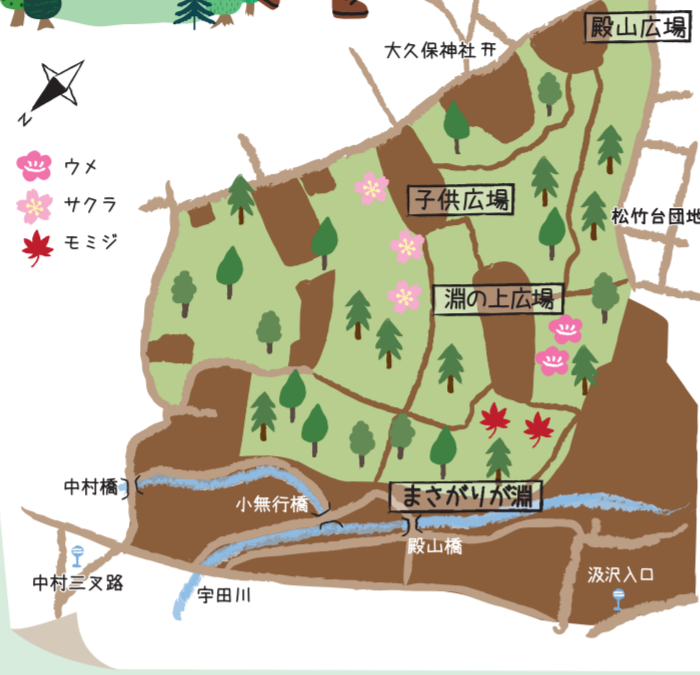 殿山広場
大久保神社
N
ウメ
サクラ
モミジ
子供広場
松竹台団地
淵の上広場
中村橋
小無行橋
まさがりが淵
殿山橋
中村三叉路
宇田川
汲沢入口